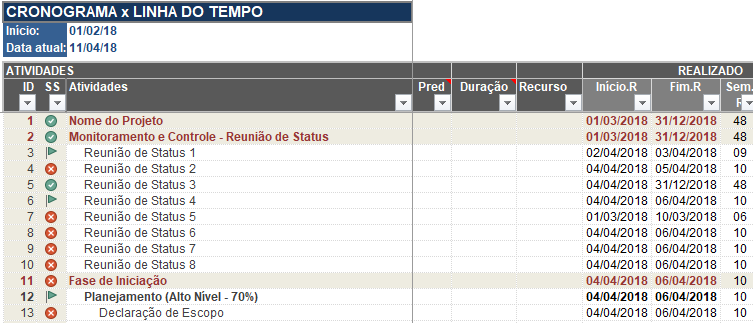 CRONOGRAMA x LINHA DO TEMPO
Início: 01/02/18
Data atual: 11/04/18
ATIVIDADES REALIZADO
ID SS Atividades Pred Duração Recurso Início.R Fim.R Sem.
R
1 Nome do Projeto 01/03/2018 31/12/2018 48
2 Monitoramento e Controle - Reunião de Status 01/03/2018 31/12/2018 48
3 Reunião de Status 1 02/04/2018 03/04/2018 09
4 Reunião de Status 2 04/04/2018 05/04/2018 10
5 Reunião de Status 3 04/04/2018 31/12/2018 48
6 Reunião de Status 4 04/04/2018 06/04/2018 10
7 Reunião de Status 5 01/03/2018 10/03/2018 06
8 Reunião de Status 6 04/04/2018 06/04/2018 10
9 Reunião de Status 7 04/04/2018 06/04/2018 10
10 Reunião de Status 8 04/04/2018 06/04/2018 10
11 Fase de Iniciação 04/04/2018 06/04/2018 10
12 Planejamento (Alto Nível - 70%) 04/04/2018 06/04/2018 10
13 Declaração de Escopo 04/04/2018 06/04/2018 10